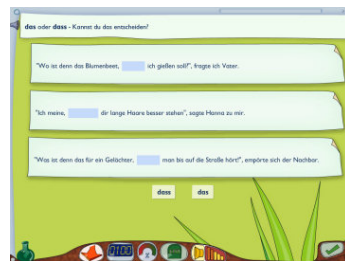 das oder dass - Kannst du das entscheiden?
"Wo ist denn das Blumenbeet, ich gießen soll?", fragte ich Vater.
"Ich meine, dir lange Haare besser stehen", sagte Hanna zu mir.
"Was ist denn das für ein Gelächter, man bis auf die Straße hört!", empörte sich der Nachbar.
dass das
0100